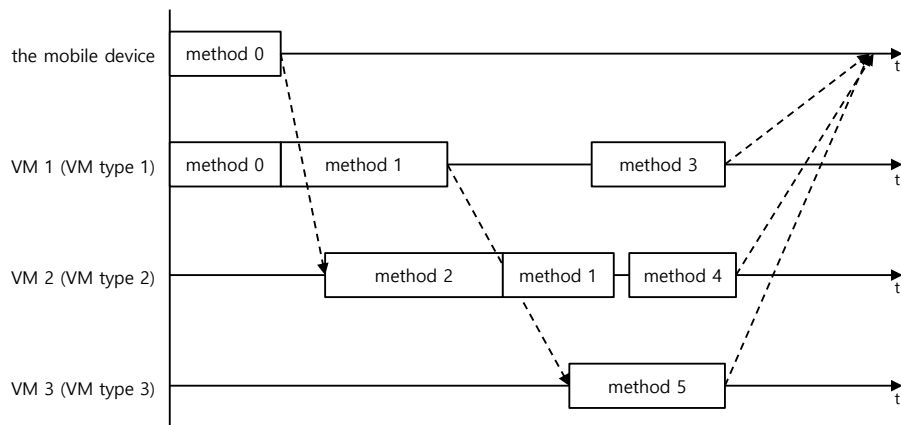 the mobile device
method 0
t
VM 1 (VM type 1)
method 0
method 1
method 3
t
VM 2 (VM type 2)
method 2
method 1
method 4
t
VM 3 (VM type 3)
method 5
t